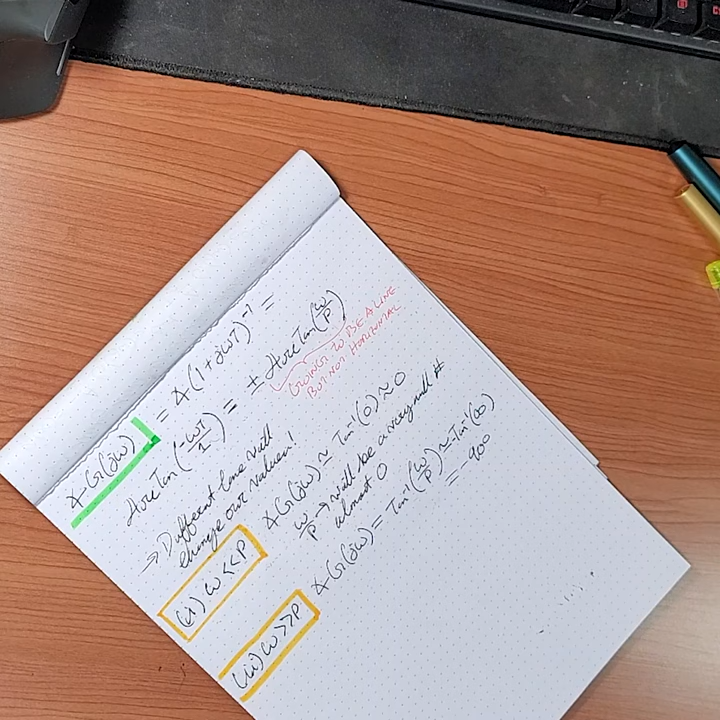 ∡G(jω) = ∡(1+jωT)⁻¹ =
ArcTan(-ωT/1) = ± ArcTan(ω/P)
GOING TO BE A LINE
BUT NOT HORIZONTAL
→ Different line will
change our values!
(i) ω << P
∡G(jω) ≈ Tan⁻¹(0) ≈ 0
ω/P → will be a very small #
almost 0
(ii) ω >> P
∡G(jω) = Tan⁻¹(ω/P) ≈ -Tan⁻¹(∞)
= -90°